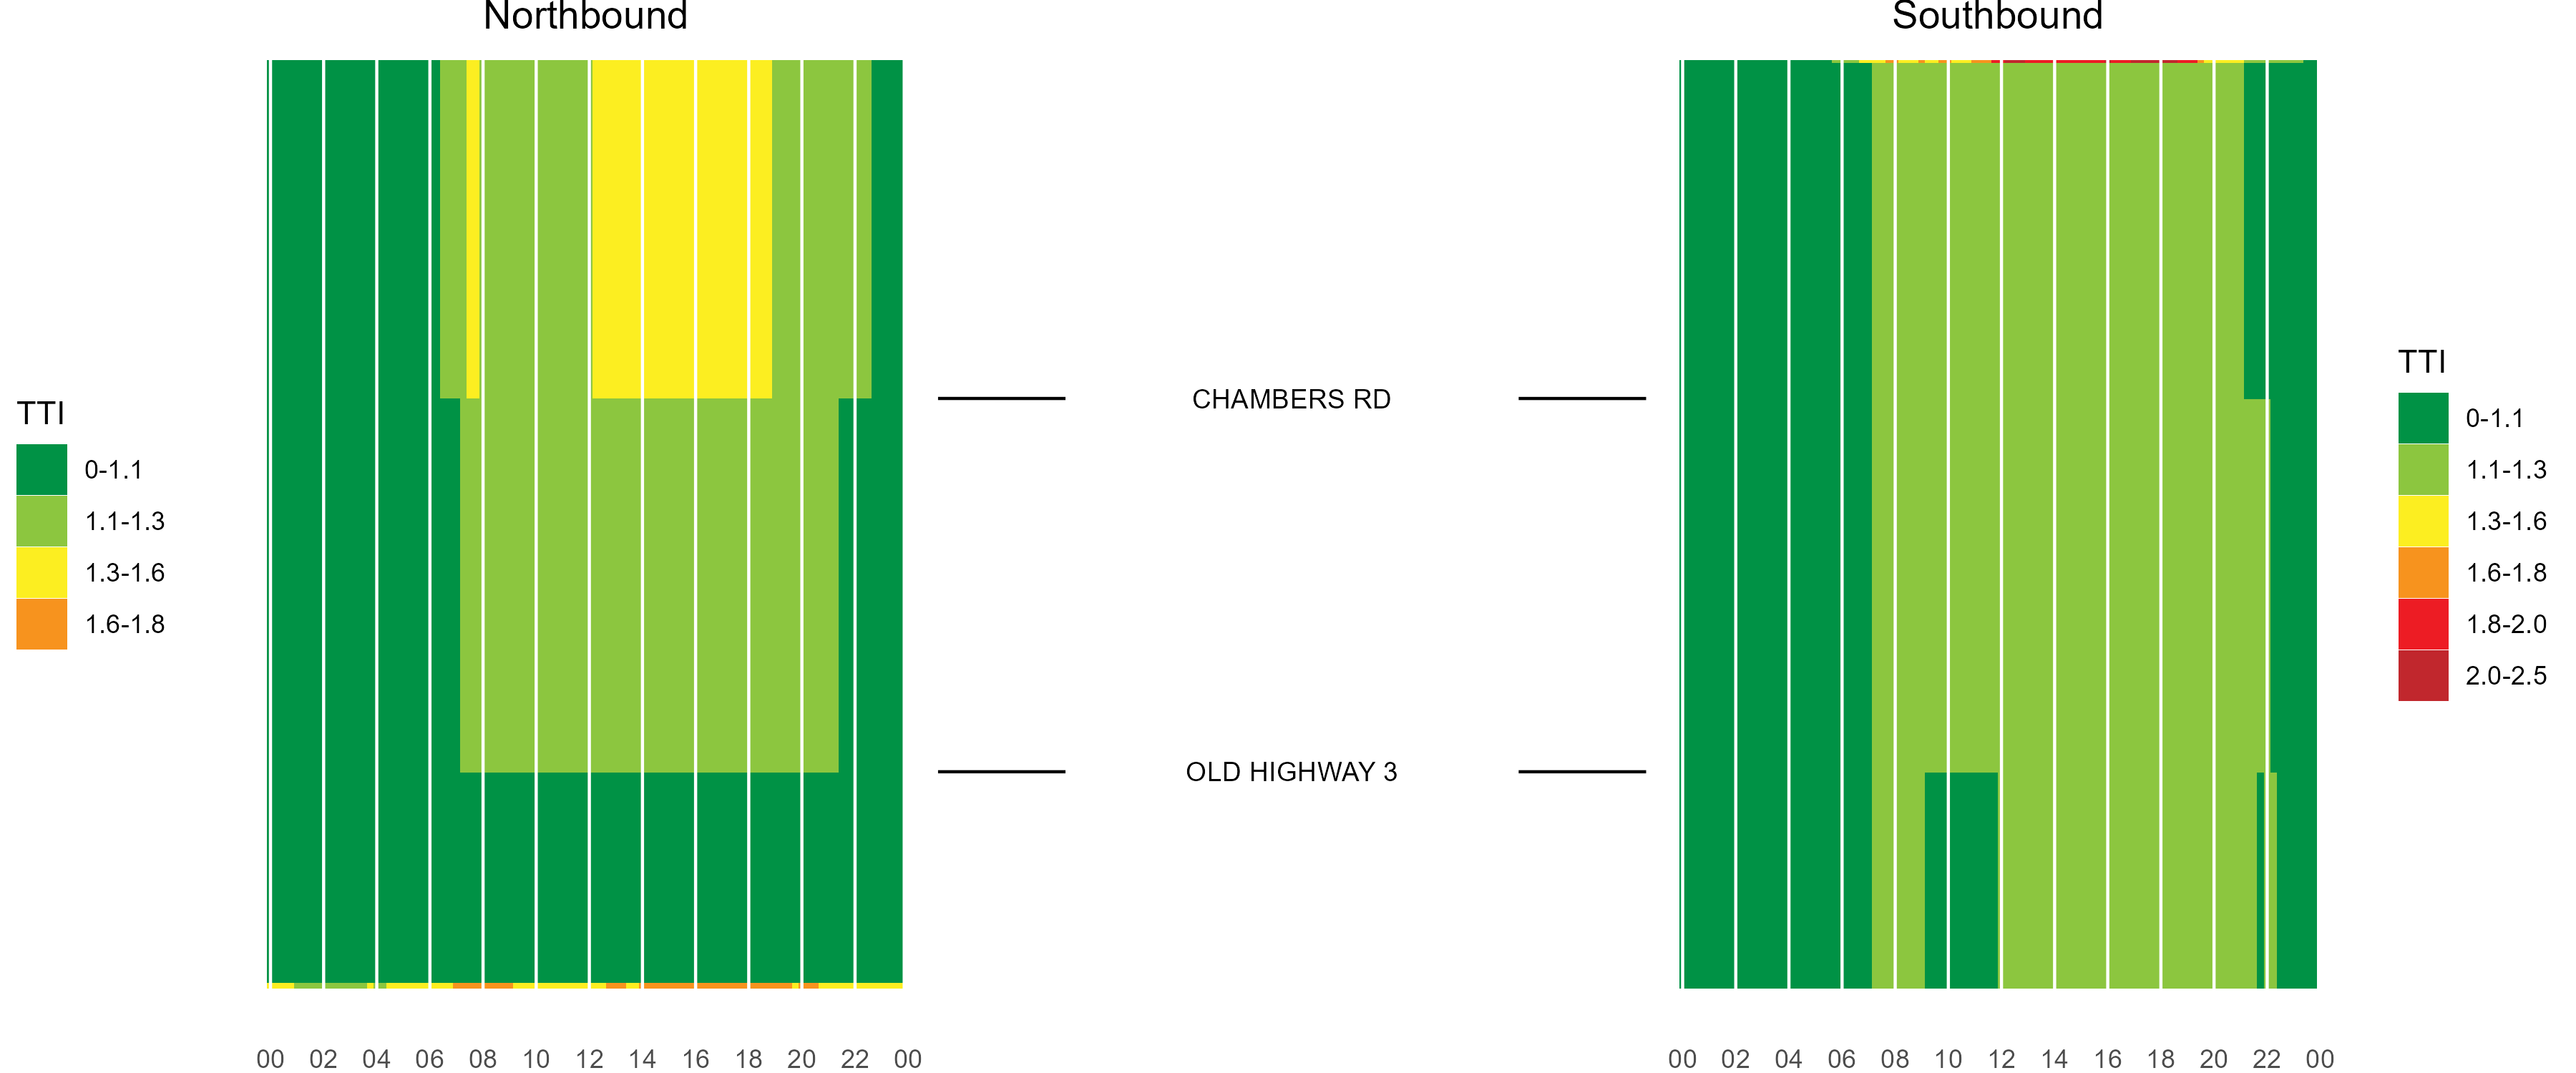 Northbound
Southbound
TTI
0-1.1
1.1-1.3
1.3-1.6
1.6-1.8
CHAMBERS RD
OLD HIGHWAY 3
TTI
0-1.1
1.1-1.3
1.3-1.6
1.6-1.8
1.8-2.0
2.0-2.5
00 02 04 06 08 10 12 14 16 18 20 22 00
00 02 04 06 08 10 12 14 16 18 20 22 00